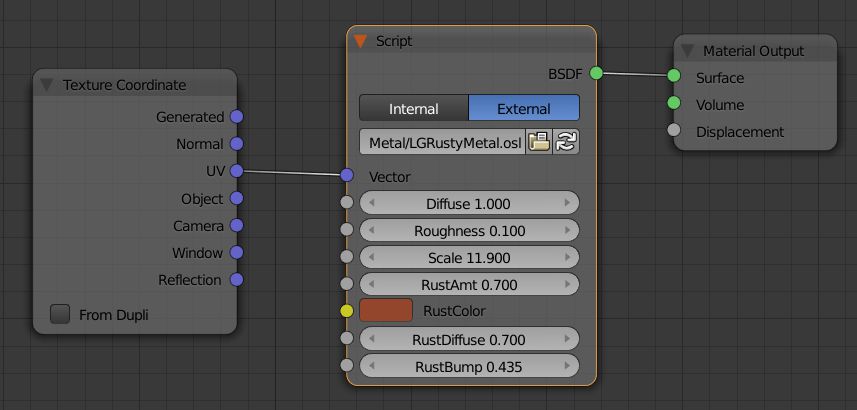 Texture Coordinate
Generated
Normal
UV
Object
Camera
Window
Reflection
From Dupli
Script
BSDF
Internal External
Metal/LGRustyMetal.osl
Vector
Diffuse 1.000
Roughness 0.100
Scale 11.900
RustAmt 0.700
RustColor
RustDiffuse 0.700
RustBump 0.435
Material Output
Surface
Volume
Displacement